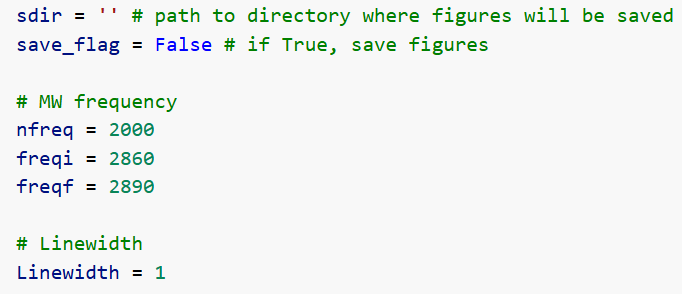 sdir = '' # path to directory where figures will be saved
save_flag = False # if True, save figures
# MW frequency
nfreq = 2000
freqi = 2860
freqf = 2890
# Linewidth
Linewidth = 1